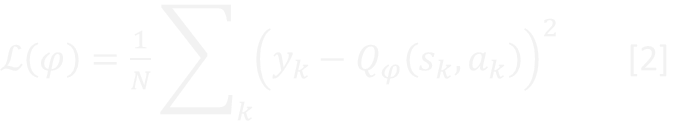 ℒ(φ) = 1/N ∑_k (y_k − Q_φ(s_k, a_k))² [2]